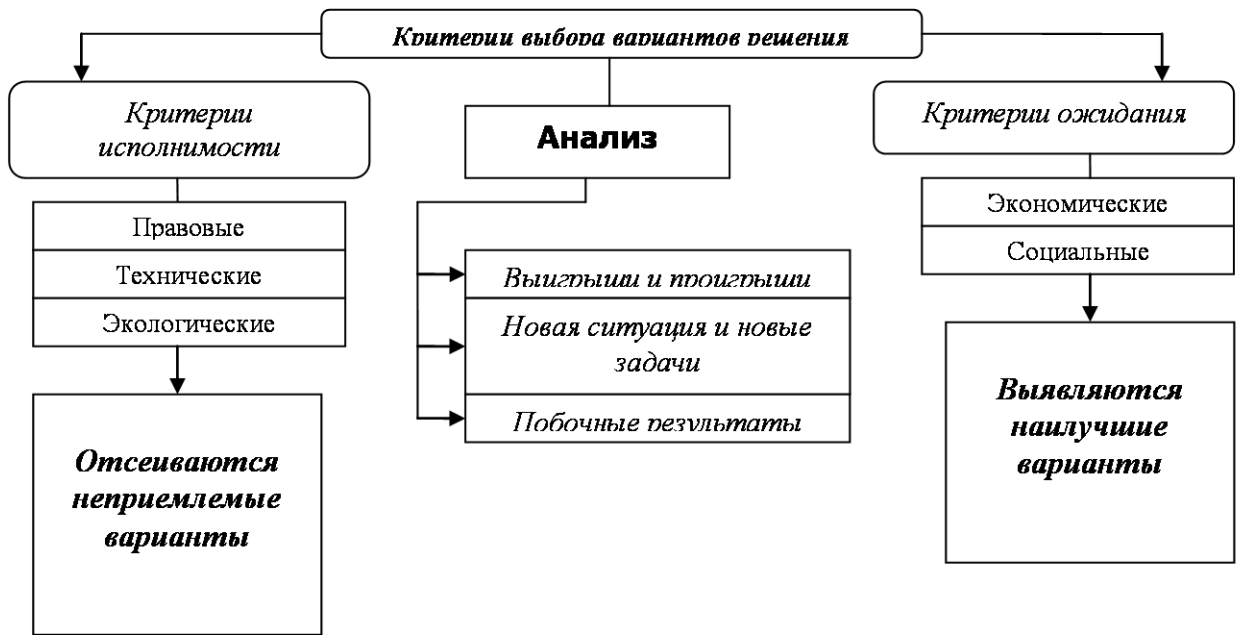 Критерии выбора вариантов решения
Критерии
исполнимости
Анализ
Критерии ожидания
Правовые
Технические
Экологические
Выигрыши и проигрыши
Новая ситуация и новые
задачи
Побочные результаты
Экономические
Социальные
Отсеиваются
неприемлемые
варианты
Выявляются
наилучшие
варианты